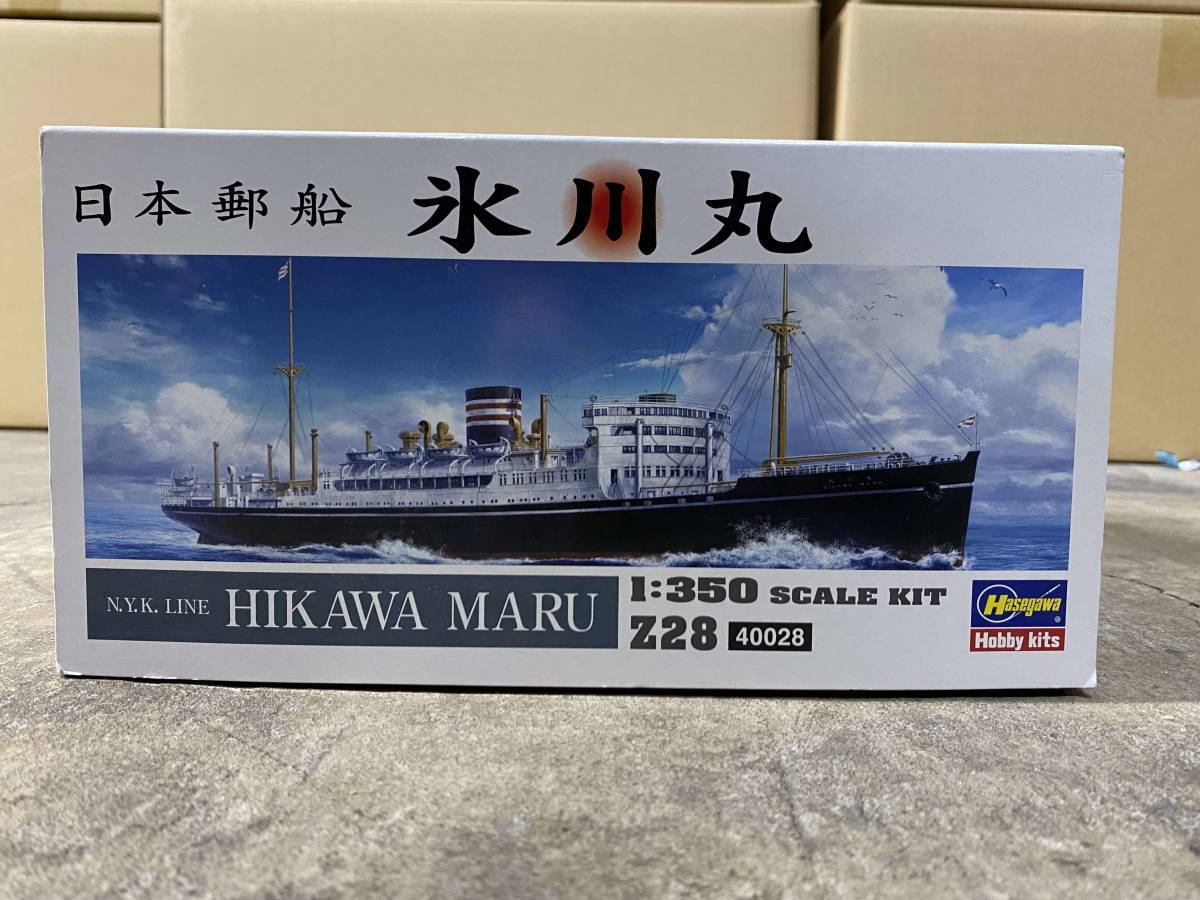 日本郵船 氷川丸
N.Y.K. LINE HIKAWA MARU
1:350 SCALE KIT
Z28 40028
Hasegawa
Hobby kits